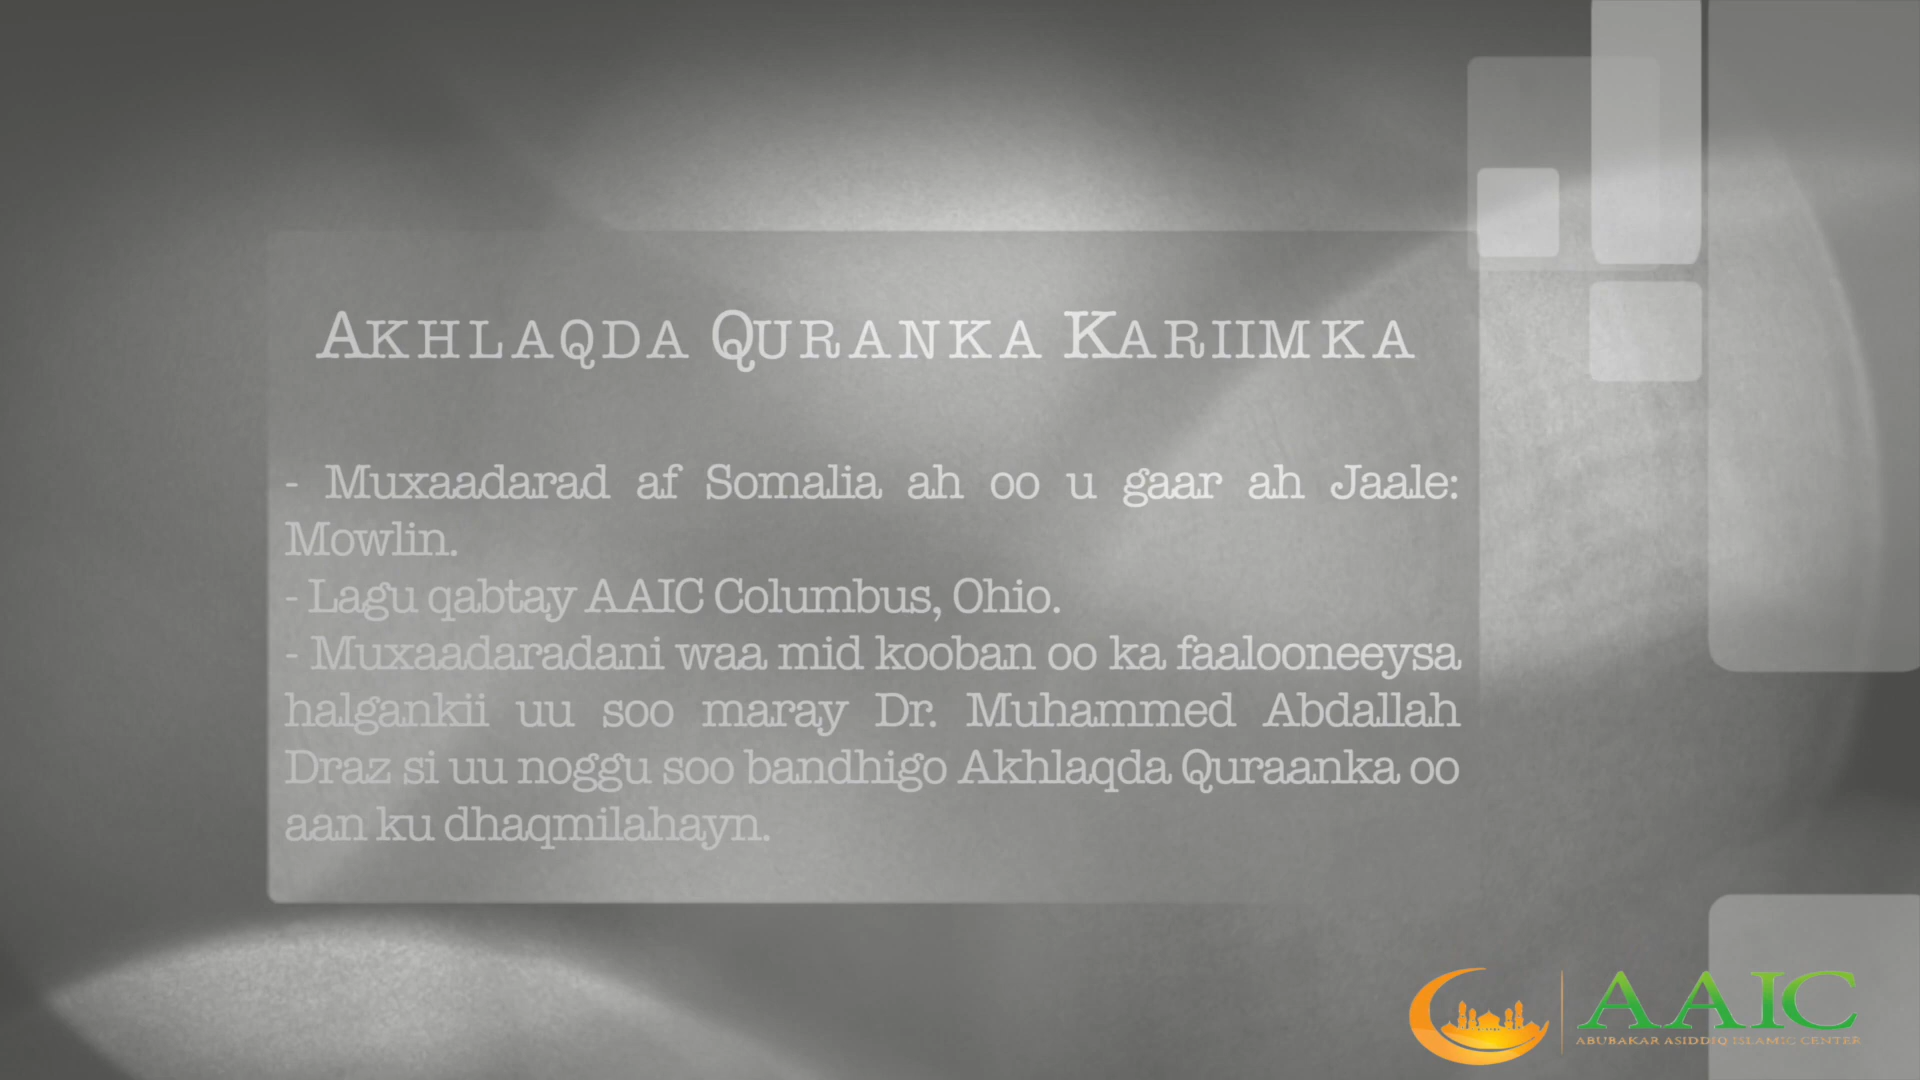 AKHLAQDA QURANKA KARIIMKA
- Muxaadarad af Somalia ah oo u gaar ah Jaale:
Mowlin.
- Lagu qabtay AAIC Columbus, Ohio.
- Muxaadaradani waa mid kooban oo ka faalooneeysa
halgankii uu soo maray Dr. Muhammed Abdallah
Draz si uu noggu soo bandhigo Akhlaqda Quraanka oo
aan ku dhaqmilahayn.
AAIC
ABUBAKAR ASIDDIQ ISLAMIC CENTER